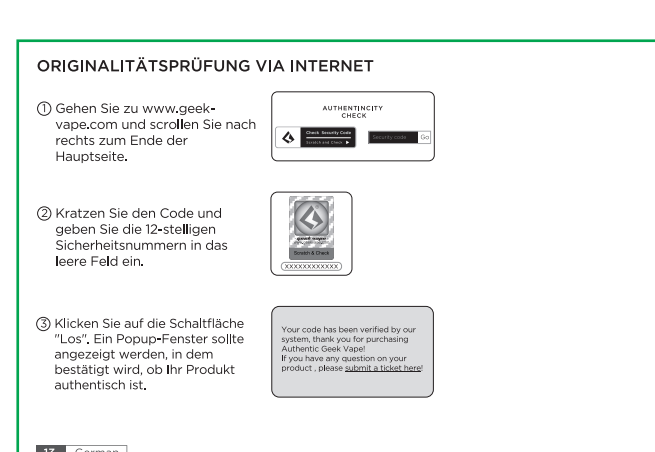 ORIGINALITÄTSPRÜFUNG VIA INTERNET
① Gehen Sie zu www.geek-
vape.com und scrollen Sie nach
rechts zum Ende der
Hauptseite.
AUTHENTINCITY
CHECK
Check Security Code
Scratch and Check
Security code
Go
② Kratzen Sie den Code und
geben Sie die 12-stelligen
Sicherheitsnummern in das
leere Feld ein.
geek vape
Scratch & Check
XXXXXXXXXXXX
③ Klicken Sie auf die Schaltfläche
"Los". Ein Popup-Fenster sollte
angezeigt werden, in dem
bestätigt wird, ob Ihr Produkt
authentisch ist.
Your code has been verified by our
system, thank you for purchasing
Authentic Geek Vape!
If you have any question on your
product , please submit a ticket here!
13 German